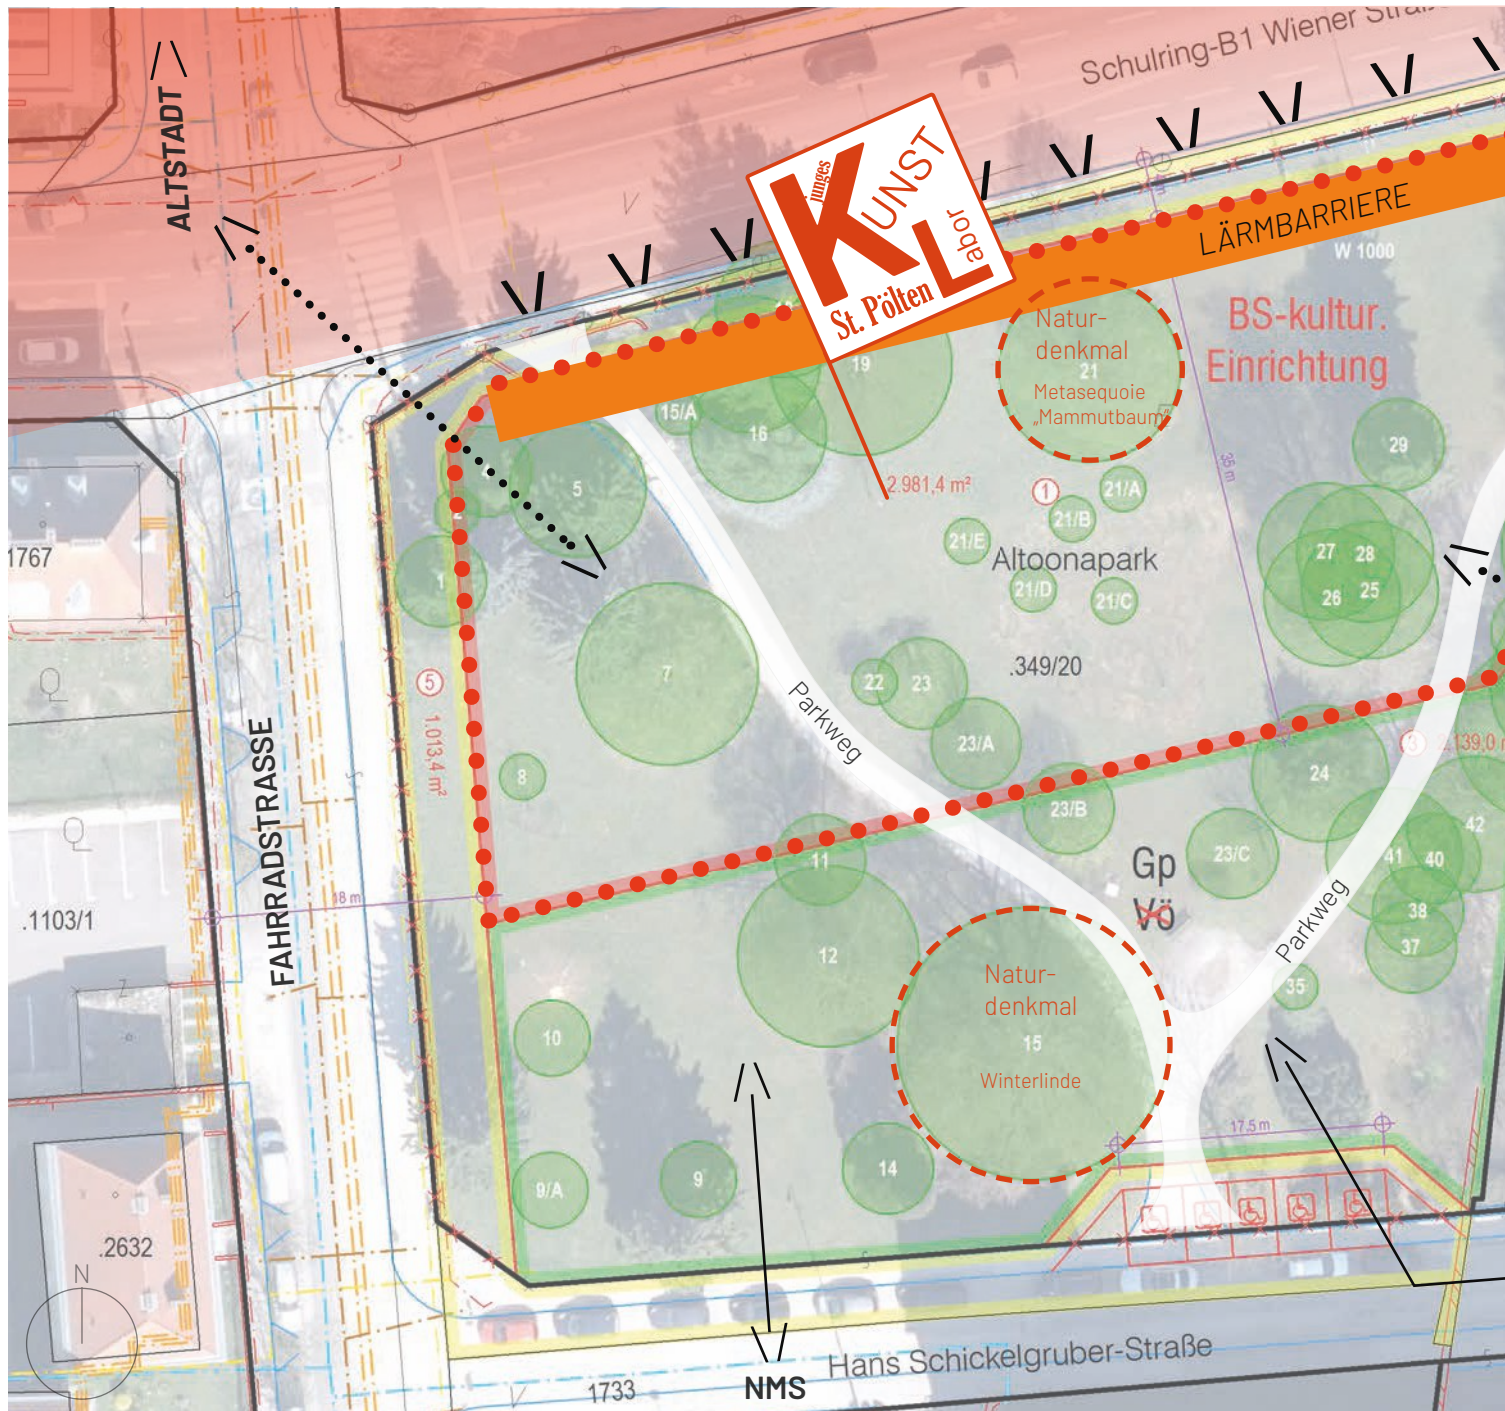 Schulring-B1 Wiener
ALTSTADT
junges
KUNST
Labor
St. Pölten
LÄRMBARRIERE
W 1000
BS-kultur.
Einrichtung
Natur-
denkmal
21
Metasequoie
„Mammutbaum“
19
15/A
16
29
5
2.981,4 m²
1
21/A
21/B
21/E
Altoonapark
21/D
21/C
35 m
27
28
26
25
1767
1
2
7
22
23
.349/20
5
1.013,4 m²
Parkweg
23/A
8
24
3
.139,0
23/B
FAHRRADSTRASSE
11
Gp
Vö
23/C
42
41
40
38
37
18 m
.1103/1
12
Parkweg
Natur-
denkmal
15
Winterlinde
35
10
17,5 m
9/A
9
14
.2632
N
Hans Schickelgruber-Straße
NMS
1733